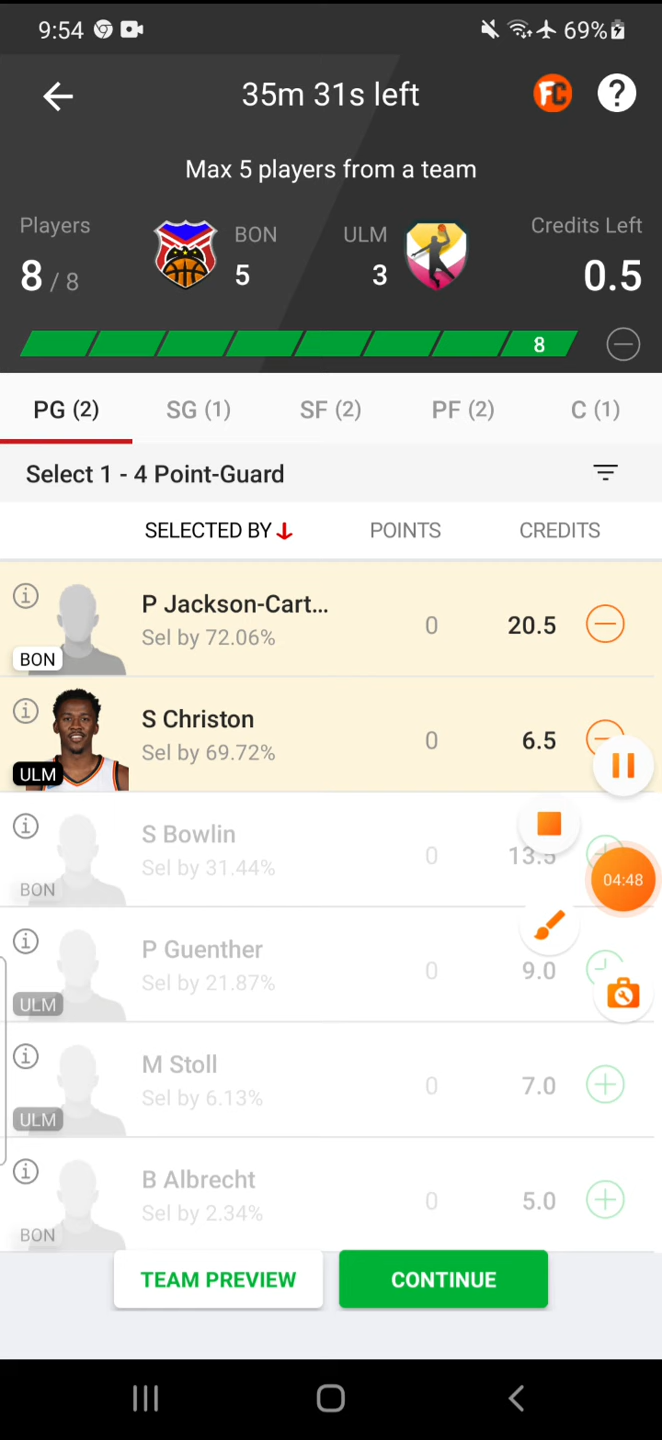 9:54 69%
35m 31s left FC ?
Max 5 players from a team
Players BON ULM Credits Left
8 / 8 5 3 0.5
8
PG (2) SG (1) SF (2) PF (2) C (1)
Select 1 - 4 Point-Guard
SELECTED BY POINTS CREDITS
P Jackson-Cart...
Sel by 72.06% 0 20.5
BON
S Christon
Sel by 69.72% 0 6.5
ULM
S Bowlin
Sel by 31.44% 0 13.5
BON
P Guenther
Sel by 21.87% 0 9.0
ULM
04:48
M Stoll
Sel by 6.13% 0 7.0
ULM
B Albrecht
Sel by 2.34% 0 5.0
BON
TEAM PREVIEW CONTINUE